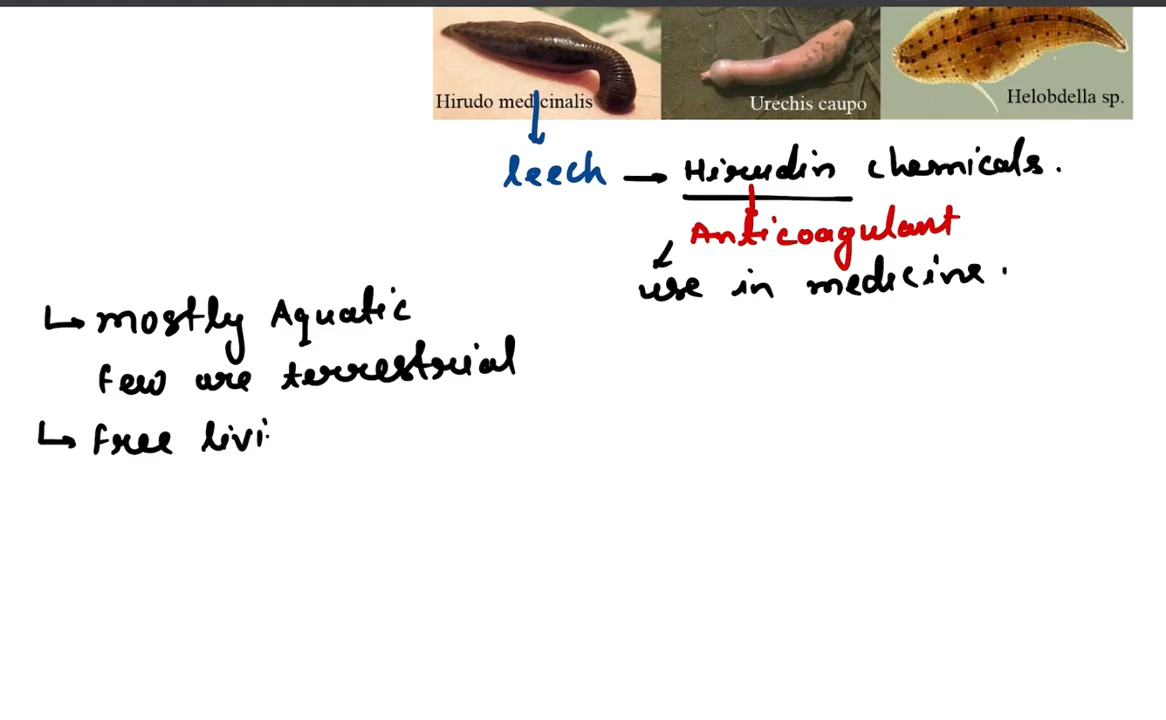 Hirudo medicinalis
Urechis caupo
Helobdella sp.
leech → Hirudin chemicals.
Anticoagulant
use in medicine.
↳ mostly Aquatic
few are terrestrial
↳ free livi